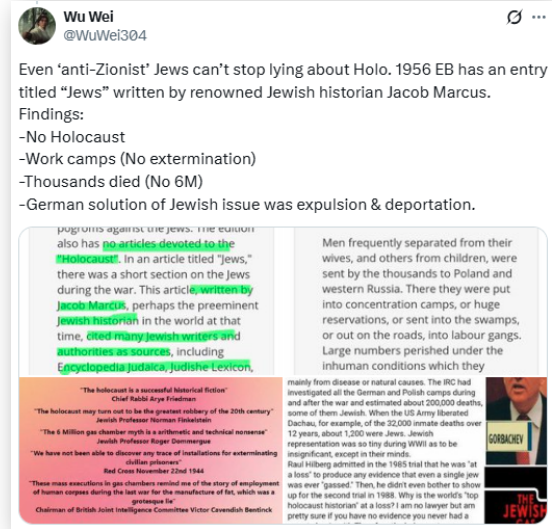 Wu Wei
@WuWei304
Even ‘anti-Zionist’ Jews can’t stop lying about Holo. 1956 EB has an entry
titled “Jews” written by renowned Jewish historian Jacob Marcus.
Findings:
-No Holocaust
-Work camps (No extermination)
-Thousands died (No 6M)
-German solution of Jewish issue was expulsion & deportation.
pogroms against the Jews. The edition
also has no articles devoted to the
"Holocaust". In an article titled "Jews,"
there was a short section on the Jews
during the war. This article, written by
Jacob Marcus, perhaps the preeminent
Jewish historian in the world at that
time, cited many Jewish writers and
authorities as sources, including
Encyclopedia Judaica, Judishe Lexicon,
Men frequently separated from their
wives, and others from children, were
sent by the thousands to Poland and
western Russia. There they were put
into concentration camps, or huge
reservations, or sent into the swamps,
or out on the roads, into labour gangs.
Large numbers perished under the
inhuman conditions which they
"The holocaust is a successful historical fiction"
Chief Rabbi Arye Friedman
"The holocaust may turn out to be the greatest robbery of the 20th century"
Jewish Professor Norman Finkelstein
"The 6 Million gas chamber myth is a arithmetic and technical nonsense"
Jewish Professor Roger Dommergue
"We have not been able to discover any trace of installations for exterminating
civilian prisoners"
Red Cross November 22nd 1944
"These mass executions in gas chambers remind me of the story of employment
of human corpses during the last war for the manufacture of fat, which was a
grotesque lie"
Chairman of British Joint Intelligence Committee Victor Cavendish Bentinck
mainly from disease or natural causes. The IRC had
investigated all the German and Polish camps during
and after the war and estimated about 200,000 deaths,
some of them Jewish. When the US Army liberated
Dachau, for example, of the 32,000 inmate deaths over
12 years, about 1,200 were Jews. Jewish
representation was so tiny during WWII as to be
insignificant, except in their minds.
Raul Hilberg admitted in the 1985 trial that he was "at
a loss" to produce any evidence that even a single jew
was ever "gassed." Then, he didn't even bother to show
up for the second trial in 1988. Why is the world's "top
holocaust historian" at a loss? I am no lawyer but am
pretty sure if you have no evidence you never had a
GORBACHEV
THE
JEWISH